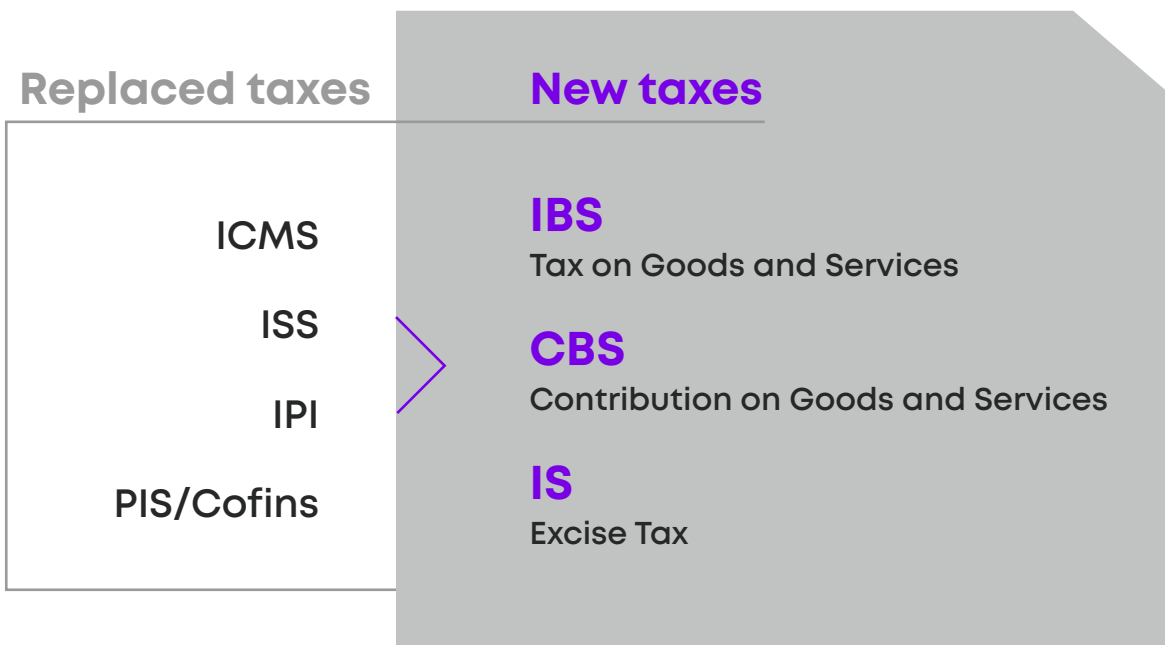 Replaced taxes
ICMS
ISS
IPI
PIS/Cofins
New taxes
IBS
Tax on Goods and Services
CBS
Contribution on Goods and Services
IS
Excise Tax